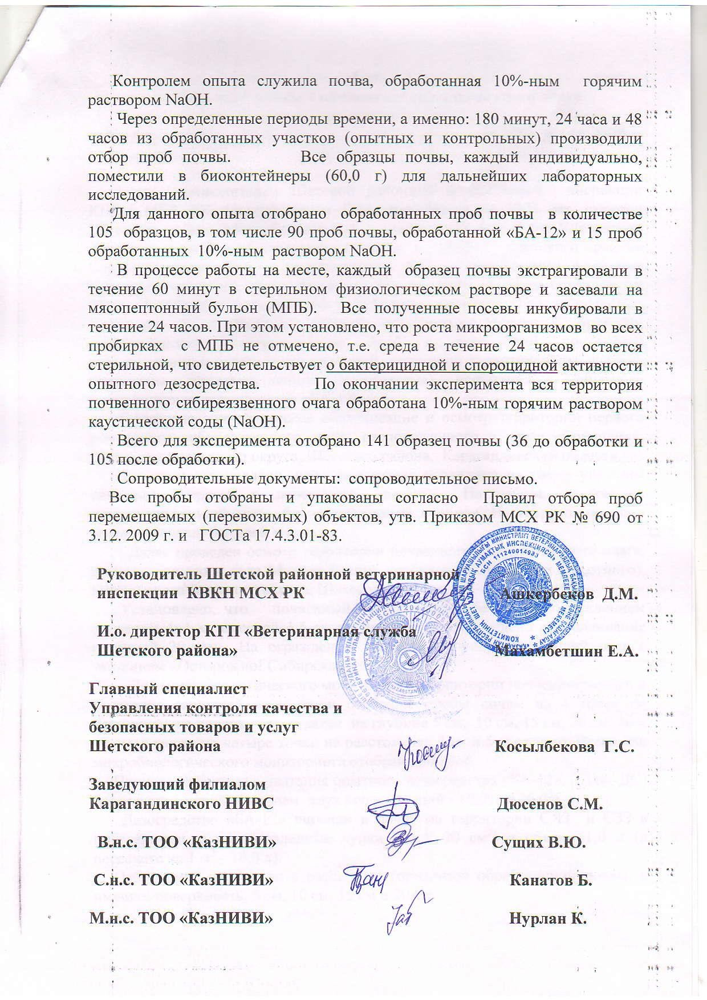 Контролем опыта служила почва, обработанная 10%-ным горячим
раствором NaOH.
Через определенные периоды времени, а именно: 180 минут, 24 часа и 48
часов из обработанных участков (опытных и контрольных) производили
отбор проб почвы. Все образцы почвы, каждый индивидуально,
поместили в биоконтейнеры (60,0 г) для дальнейших лабораторных
исследований.
Для данного опыта отобрано обработанных проб почвы в количестве
105 образцов, в том числе 90 проб почвы, обработанной «БА-12» и 15 проб
обработанных 10%-ным раствором NaOH.
В процессе работы на месте, каждый образец почвы экстрагировали в
течение 60 минут в стерильном физиологическом растворе и засевали на
мясопептонный бульон (МПБ). Все полученные посевы инкубировали в
течение 24 часов. При этом установлено, что роста микроорганизмов во всех
пробирках с МПБ не отмечено, т.е. среда в течение 24 часов остается
стерильной, что свидетельствует о бактерицидной и спороцидной активности
опытного дезосредства. По окончании эксперимента вся территория
почвенного сибиреязвенного очага обработана 10%-ным горячим раствором
каустической соды (NaOH).
Всего для эксперимента отобрано 141 образец почвы (36 до обработки и
105 после обработки).
Сопроводительные документы: сопроводительное письмо.
Все пробы отобраны и упакованы согласно Правил отбора проб
перемещаемых (перевозимых) объектов, утв. Приказом МСХ РК № 690 от
3.12. 2009 г. и ГОСТа 17.4.3.01-83.
Руководитель Шетской районной ветеринарной
инспекции КВКН МСХ РК Ашкербеков Д.М.
И.о. директор КГП «Ветеринарная служба
Шетского района» Махамбетшин Е.А.
Главный специалист
Управления контроля качества и
безопасных товаров и услуг
Шетского района Косылбекова Г.С.
Заведующий филиалом
Карагандинского НИВС Дюсенов С.М.
В.н.с. ТОО «КазНИВИ» Сущих В.Ю.
С.н.с. ТОО «КазНИВИ» Канатов Б.
М.н.с. ТОО «КазНИВИ» Нурлан К.
БСН 111240014933